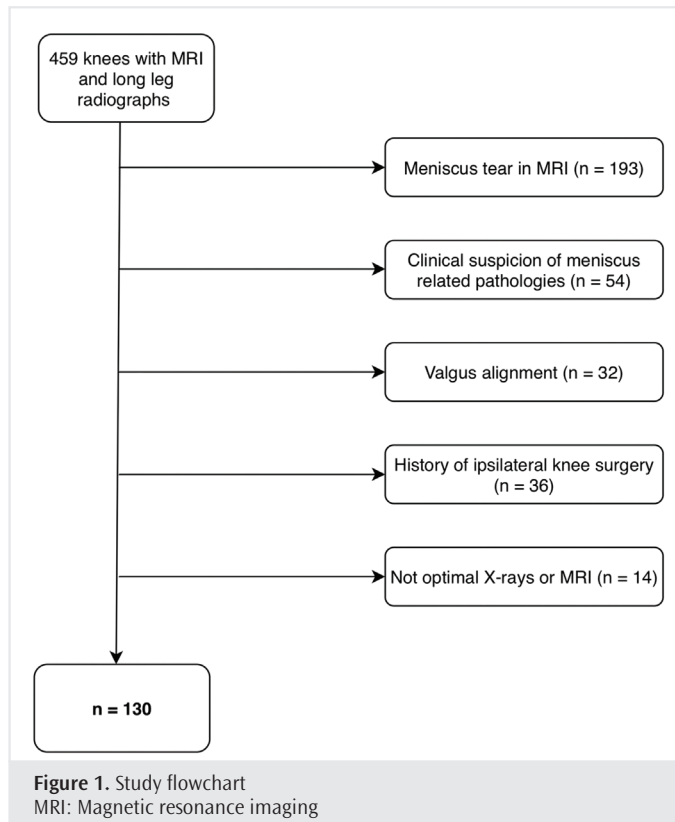 459 knees with MRI
and long leg
radiographs
Meniscus tear in MRI (n = 193)
Clinical suspicion of meniscus
related pathologies (n = 54)
Valgus alignment (n = 32)
History of ipsilateral knee surgery
(n = 36)
Not optimal X-rays or MRI (n = 14)
n = 130
Figure 1. Study flowchart
MRI: Magnetic resonance imaging